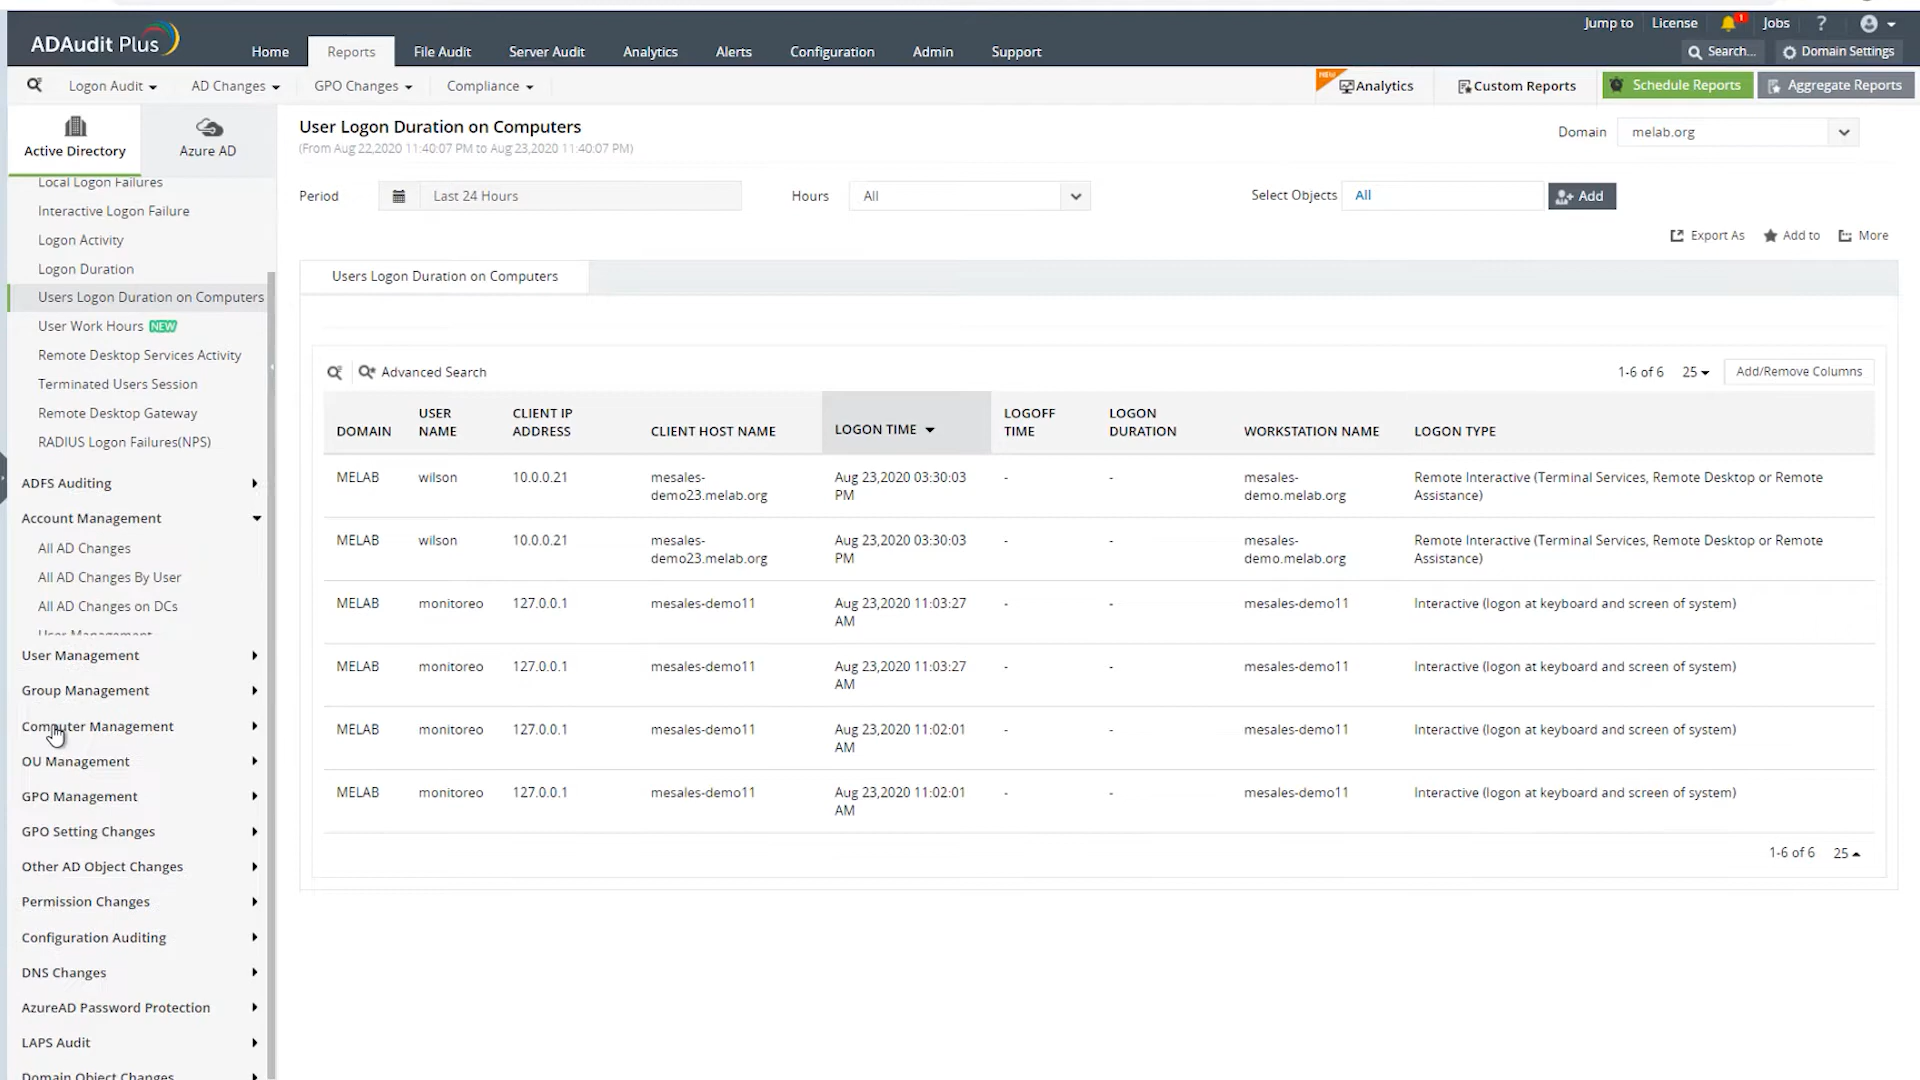 Jump to License 1 Jobs ?
ADAudit Plus
Home Reports File Audit Server Audit Analytics Alerts Configuration Admin Support
Search... Domain Settings
Logon Audit AD Changes GPO Changes Compliance
NEW Analytics Custom Reports Schedule Reports Aggregate Reports
Active Directory
Azure AD
Local Logon Failures
Interactive Logon Failure
Logon Activity
Logon Duration
Users Logon Duration on Computers
User Work Hours NEW
Remote Desktop Services Activity
Terminated Users Session
Remote Desktop Gateway
RADIUS Logon Failures(NPS)
ADFS Auditing
Account Management
All AD Changes
All AD Changes By User
All AD Changes on DCs
User Management
User Management
Group Management
Computer Management
OU Management
GPO Management
GPO Setting Changes
Other AD Object Changes
Permission Changes
Configuration Auditing
DNS Changes
AzureAD Password Protection
LAPS Audit
Domain Object Changes
User Logon Duration on Computers
(From Aug 22,2020 11:40:07 PM to Aug 23,2020 11:40:07 PM)
Domain melab.org
Period Last 24 Hours
Hours All
Select Objects All Add
Export As Add to More
Users Logon Duration on Computers
Advanced Search
1-6 of 6 25 Add/Remove Columns
DOMAIN USER NAME CLIENT IP ADDRESS CLIENT HOST NAME LOGON TIME LOGOFF TIME LOGON DURATION WORKSTATION NAME LOGON TYPE
MELAB wilson 10.0.0.21 mesales-demo23.melab.org Aug 23,2020 03:30:03 PM - - mesales-demo.melab.org Remote Interactive (Terminal Services, Remote Desktop or Remote Assistance)
MELAB wilson 10.0.0.21 mesales-demo23.melab.org Aug 23,2020 03:30:03 PM - - mesales-demo.melab.org Remote Interactive (Terminal Services, Remote Desktop or Remote Assistance)
MELAB monitoreo 127.0.0.1 mesales-demo11 Aug 23,2020 11:03:27 AM - - mesales-demo11 Interactive (logon at keyboard and screen of system)
MELAB monitoreo 127.0.0.1 mesales-demo11 Aug 23,2020 11:03:27 AM - - mesales-demo11 Interactive (logon at keyboard and screen of system)
MELAB monitoreo 127.0.0.1 mesales-demo11 Aug 23,2020 11:02:01 AM - - mesales-demo11 Interactive (logon at keyboard and screen of system)
MELAB monitoreo 127.0.0.1 mesales-demo11 Aug 23,2020 11:02:01 AM - - mesales-demo11 Interactive (logon at keyboard and screen of system)
1-6 of 6 25